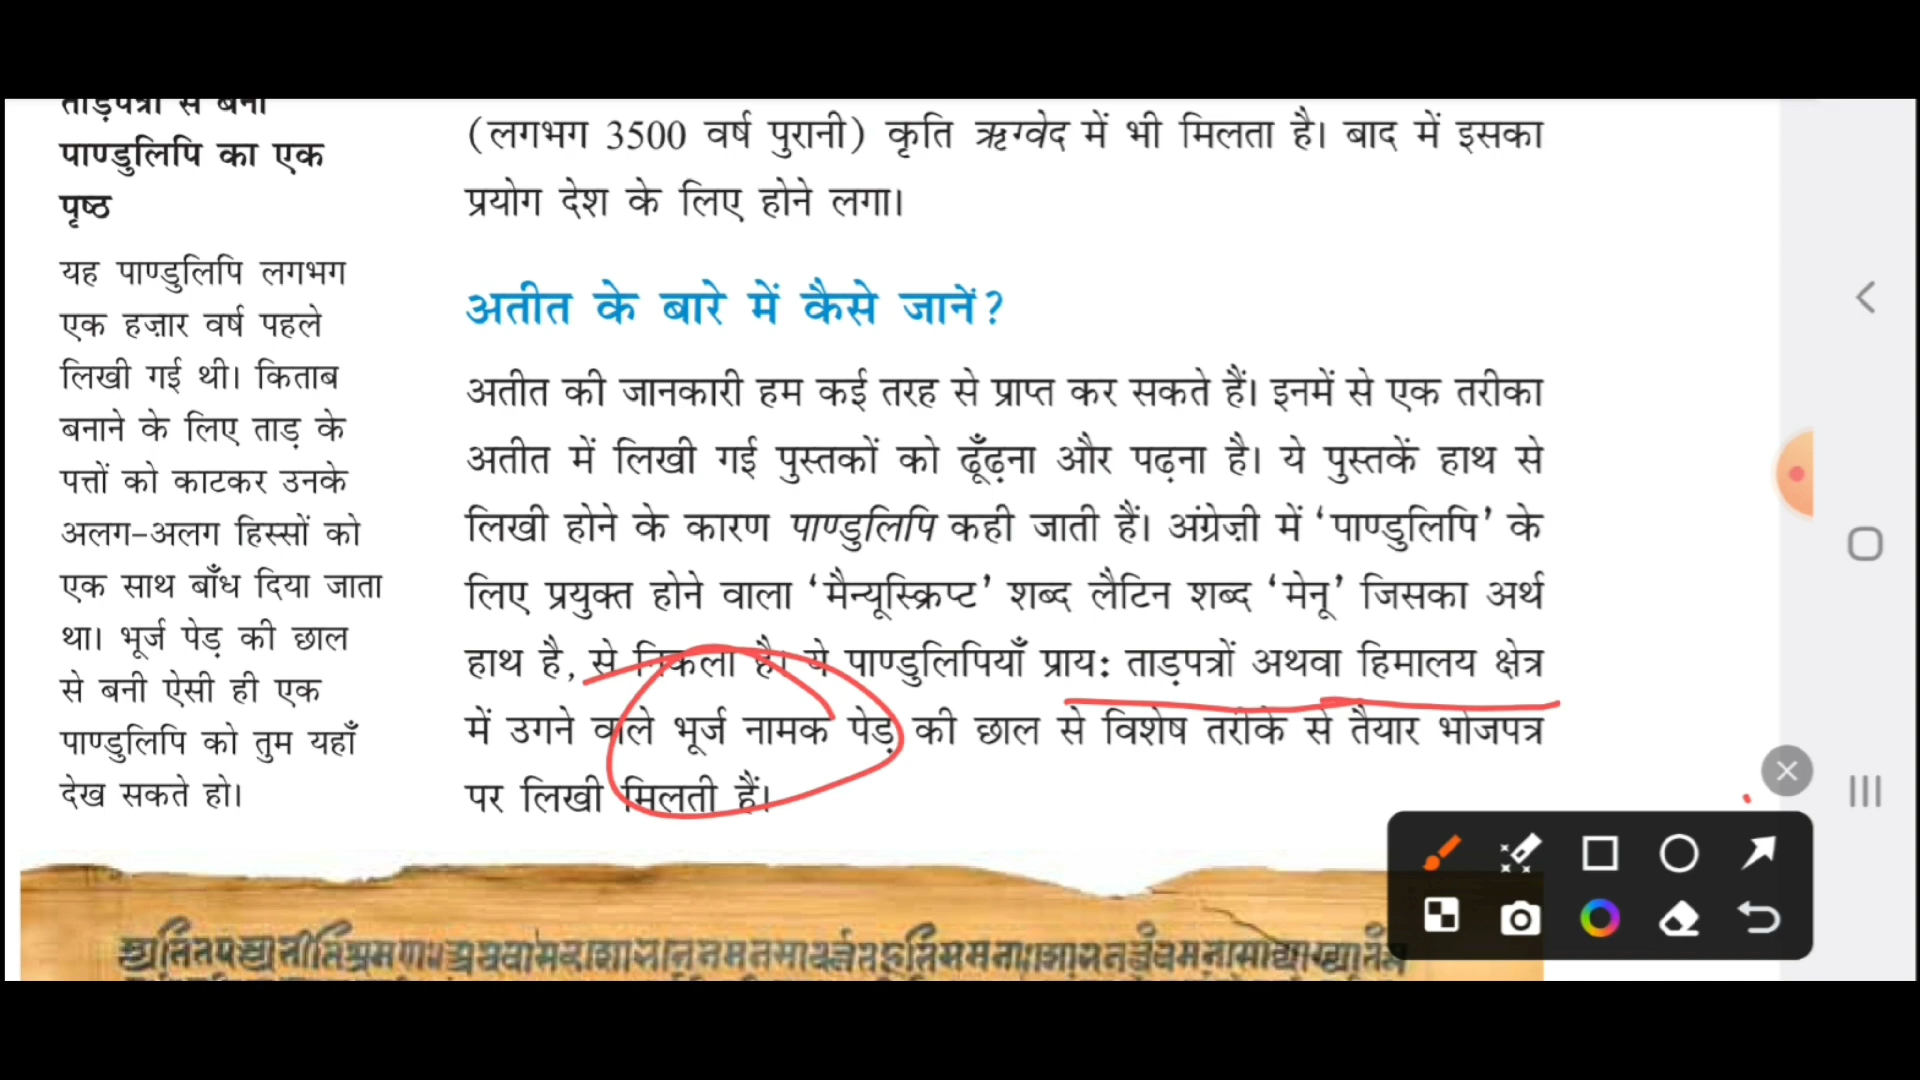 ताड़पत्रों से बनी
पाण्डुलिपि का एक
पृष्ठ
यह पाण्डुलिपि लगभग
एक हज़ार वर्ष पहले
लिखी गई थी। किताब
बनाने के लिए ताड़ के
पत्तों को काटकर उनके
अलग-अलग हिस्सों को
एक साथ बाँध दिया जाता
था। भूर्ज पेड़ की छाल
से बनी ऐसी ही एक
पाण्डुलिपि को तुम यहाँ
देख सकते हो।
(लगभग 3500 वर्ष पुरानी) कृति ऋग्वेद में भी मिलता है। बाद में इसका
प्रयोग देश के लिए होने लगा।
अतीत के बारे में कैसे जानें?
अतीत की जानकारी हम कई तरह से प्राप्त कर सकते हैं। इनमें से एक तरीका
अतीत में लिखी गई पुस्तकों को ढूँढ़ना और पढ़ना है। ये पुस्तकें हाथ से
लिखी होने के कारण पाण्डुलिपि कही जाती हैं। अंग्रेज़ी में ‘पाण्डुलिपि’ के
लिए प्रयुक्त होने वाला ‘मैन्यूस्क्रिप्ट’ शब्द लैटिन शब्द ‘मेनू’ जिसका अर्थ
हाथ है, से निकला है। ये पाण्डुलिपियाँ प्राय: ताड़पत्रों अथवा हिमालय क्षेत्र
में उगने वाले भूर्ज नामक पेड़ की छाल से विशेष तरीके से तैयार भोजपत्र
पर लिखी मिलती हैं।